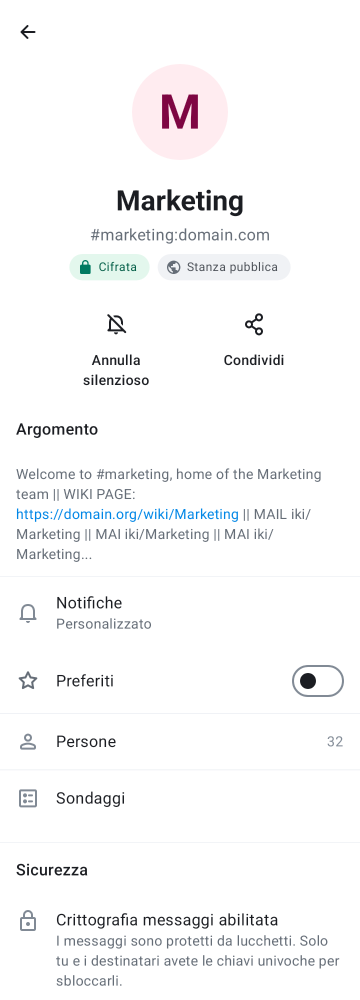 M
Marketing
#marketing:domain.com
Cifrata
Stanza pubblica
Annulla
silenzioso
Condividi
Argomento
Welcome to #marketing, home of the Marketing
team || WIKI PAGE:
https://domain.org/wiki/Marketing || MAIL iki/
Marketing || MAI iki/Marketing || MAI iki/
Marketing...
Notifiche
Personalizzato
Preferiti
Persone
32
Sondaggi
Sicurezza
Crittografia messaggi abilitata
I messaggi sono protetti da lucchetti. Solo
tu e i destinatari avete le chiavi univoche per
sbloccarli.